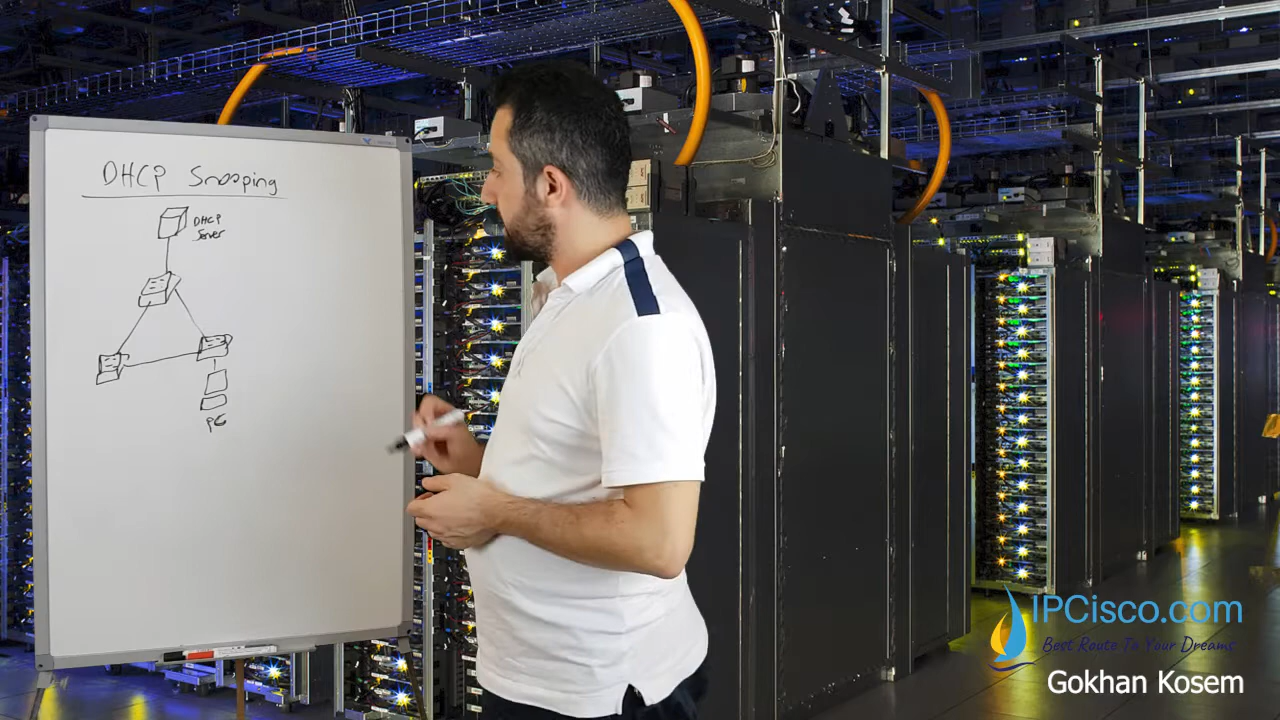 DHCP Snooping
DHCP
Server
PC
IPCisco.com
Best Route To Your Dreams
Gokhan Kosem